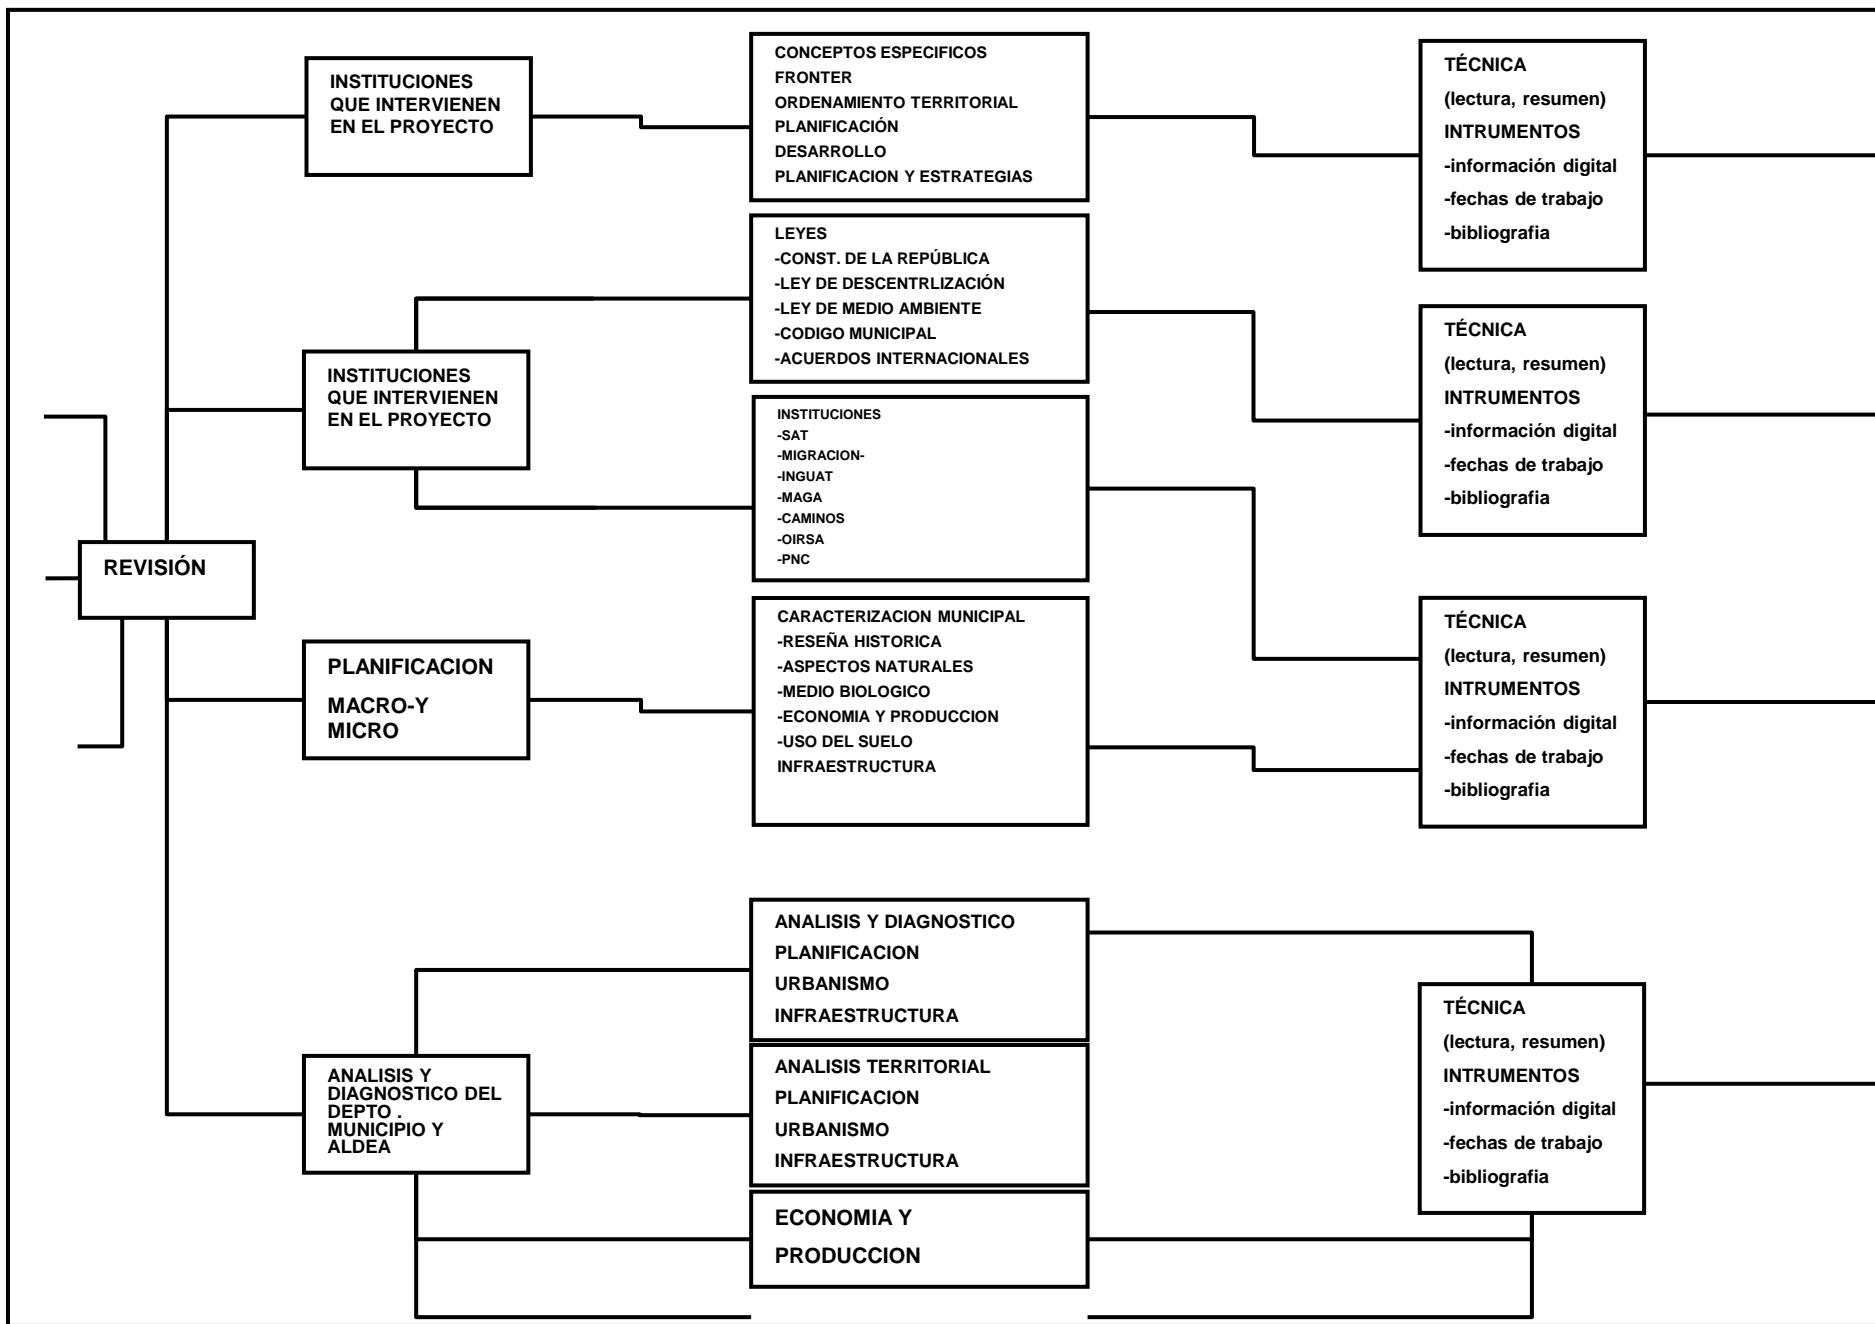 REVISIÓN
INSTITUCIONES
QUE INTERVIENEN
EN EL PROYECTO
INSTITUCIONES
QUE INTERVIENEN
EN EL PROYECTO
PLANIFICACION
MACRO-Y
MICRO
ANALISIS Y
DIAGNOSTICO DEL
DEPTO .
MUNICIPIO Y
ALDEA
CONCEPTOS ESPECIFICOS
FRONTER
ORDENAMIENTO TERRITORIAL
PLANIFICACIÓN
DESARROLLO
PLANIFICACION Y ESTRATEGIAS
LEYES
-CONST. DE LA REPÚBLICA
-LEY DE DESCENTRLIZACIÓN
-LEY DE MEDIO AMBIENTE
-CODIGO MUNICIPAL
-ACUERDOS INTERNACIONALES
INSTITUCIONES
-SAT
-MIGRACION-
-INGUAT
-MAGA
-CAMINOS
-OIRSA
-PNC
CARACTERIZACION MUNICIPAL
-RESEÑA HISTORICA
-ASPECTOS NATURALES
-MEDIO BIOLOGICO
-ECONOMIA Y PRODUCCION
-USO DEL SUELO
INFRAESTRUCTURA
ANALISIS Y DIAGNOSTICO
PLANIFICACION
URBANISMO
INFRAESTRUCTURA
ANALISIS TERRITORIAL
PLANIFICACION
URBANISMO
INFRAESTRUCTURA
ECONOMIA Y
PRODUCCION
TÉCNICA
(lectura, resumen)
INTRUMENTOS
-información digital
-fechas de trabajo
-bibliografia
TÉCNICA
(lectura, resumen)
INTRUMENTOS
-información digital
-fechas de trabajo
-bibliografia
TÉCNICA
(lectura, resumen)
INTRUMENTOS
-información digital
-fechas de trabajo
-bibliografia
TÉCNICA
(lectura, resumen)
INTRUMENTOS
-información digital
-fechas de trabajo
-bibliografia